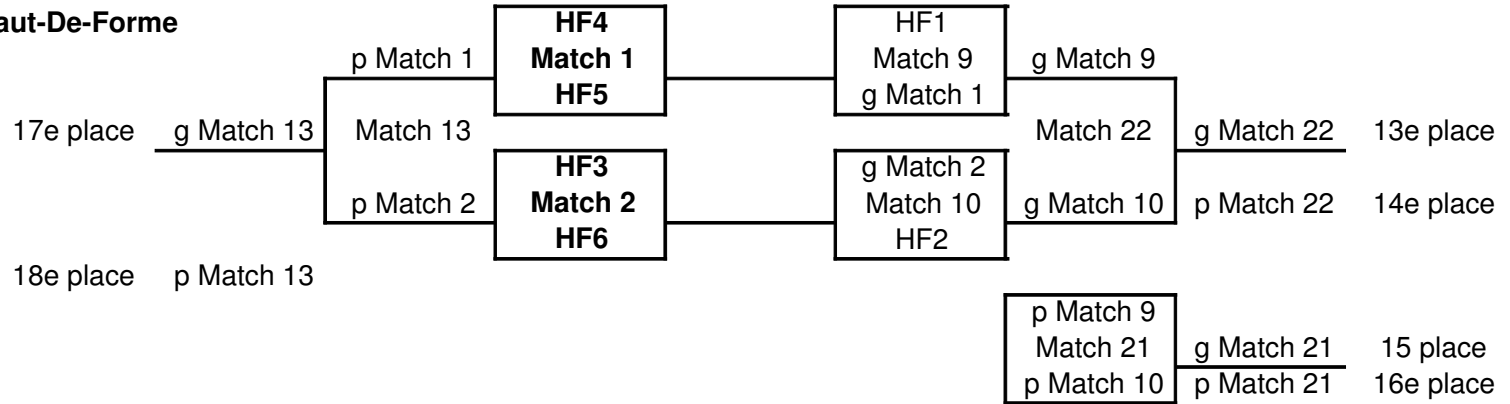 aut-De-Forme HF4 HF1
p Match 1 Match 1 Match 9 g Match 9
HF5 g Match 1
17e place g Match 13 Match 13 Match 22 g Match 22 13e place
HF3 g Match 2
p Match 2 Match 2 Match 10 g Match 10 p Match 22 14e place
HF6 HF2
18e place p Match 13
p Match 9
Match 21 g Match 21 15 place
p Match 10 p Match 21 16e place